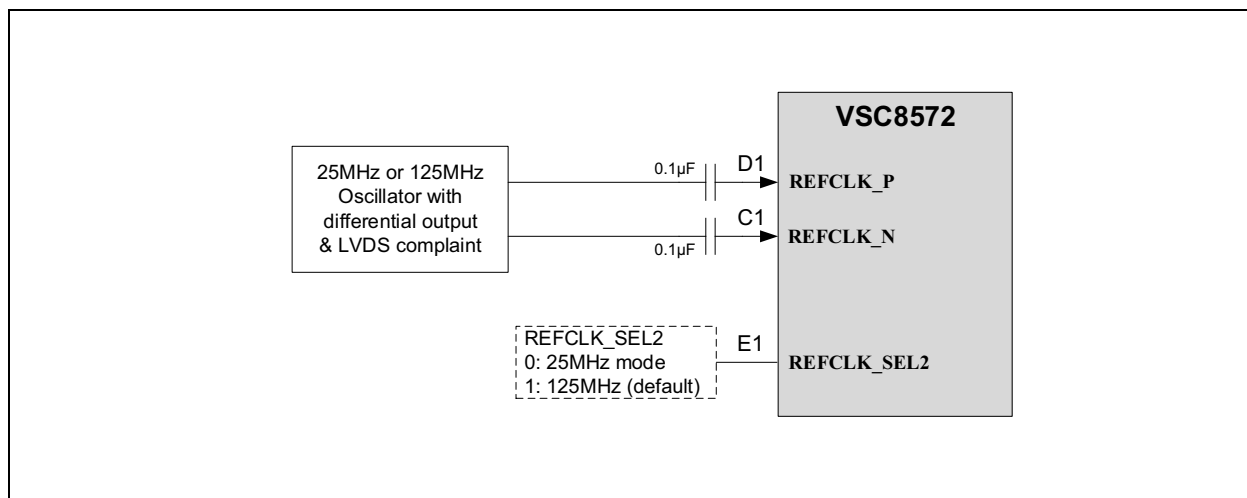 VSC8572
25MHz or 125MHz
Oscillator with
differential output
& LVDS complaint
0.1µF
D1
REFCLK_P
C1
REFCLK_N
0.1µF
REFCLK_SEL2
0: 25MHz mode
1: 125MHz (default)
E1
REFCLK_SEL2